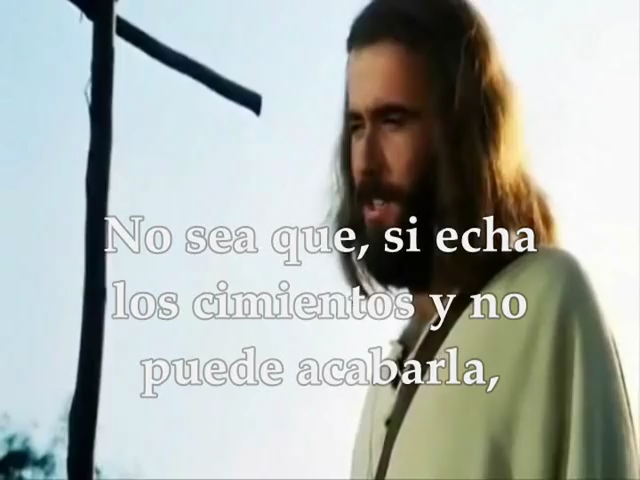 No sea que, si echa
los cimientos y no
puede acabarla,